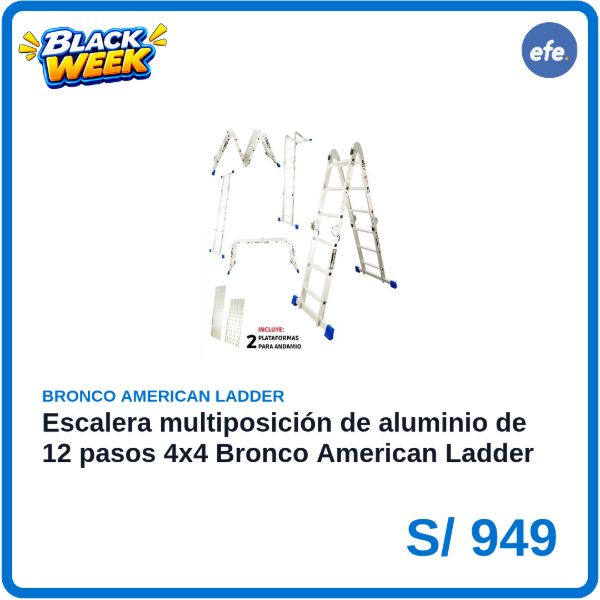 BLACK
WEEK
efe.
INCLUYE:
2 PLATAFORMAS
PARA ANDAMIO
BRONCO AMERICAN LADDER
Escalera multiposición de aluminio de
12 pasos 4x4 Bronco American Ladder
S/ 949